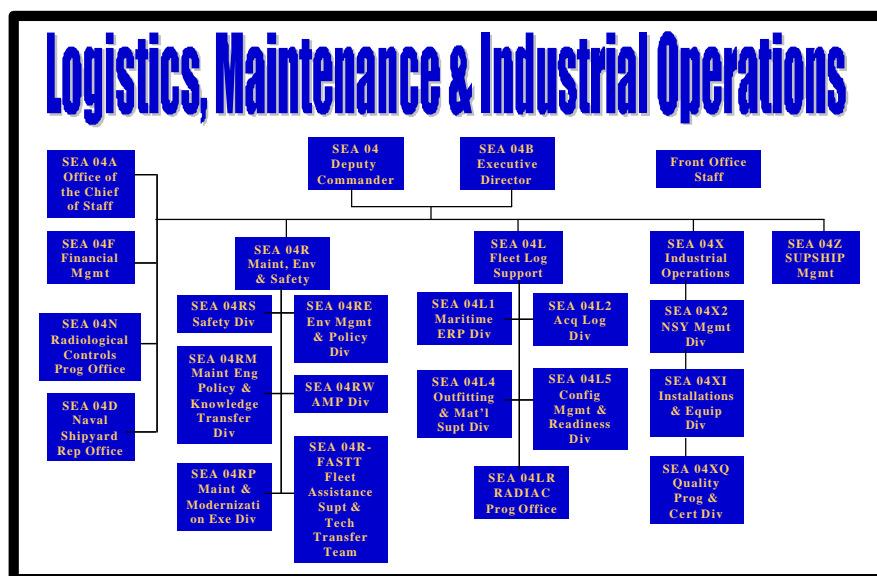 Logistics, Maintenance & Industrial Operations
SEA 04
Deputy
Commander
SEA 04B
Executive
Director
Front Office
Staff
SEA 04A
Office of
the Chief
of Staff
SEA 04F
Financial
Mgmt
SEA 04N
Radiological
Controls
Prog Office
SEA 04D
Naval
Shipyard
Rep Office
SEA 04R
Maint, Env
& Safety
SEA 04RS
Safety Div
SEA 04RE
Env Mgmt
& Policy
Div
SEA 04RM
Maint Eng
Policy &
Knowledge
Transfer
Div
SEA 04RW
AMP Div
SEA 04RP
Maint &
Modernizati
on Exe Div
SEA 04R-
FASTT
Fleet
Assistance
Supt &
Tech
Transfer
Team
SEA 04L
Fleet Log
Support
SEA 04L1
Maritime
ERP Div
SEA 04L2
Acq Log
Div
SEA 04L4
Outfitting
& Mat'l
Supt Div
SEA 04L5
Config
Mgmt &
Readiness
Div
SEA 04LR
RADIAC
Prog Office
SEA 04X
Industrial
Operations
SEA 04X2
NSY Mgmt
Div
SEA 04XI
Installations
& Equip Div
SEA 04XQ
Quality
Prog &
Cert Div
SEA 04Z
SUPSHIP
Mgmt